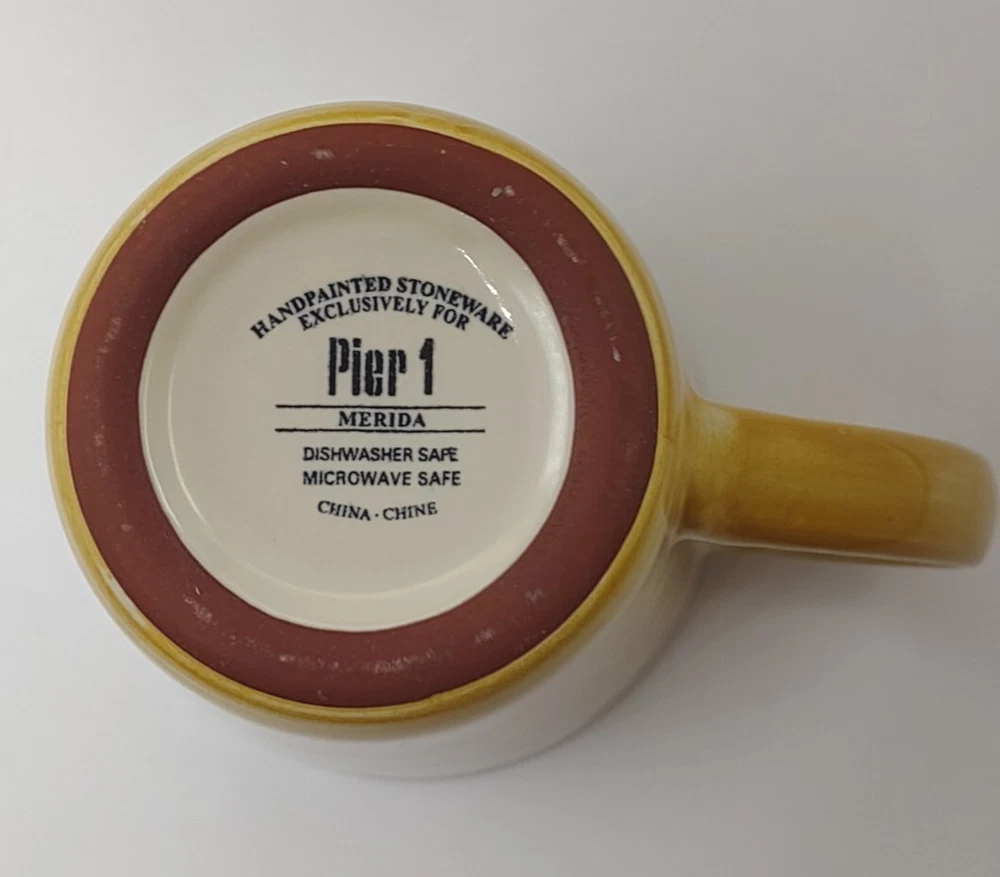 HANDPAINTED STONEWARE
EXCLUSIVELY FOR
Pier 1
MERIDA
DISHWASHER SAFE
MICROWAVE SAFE
CHINA · CHINE